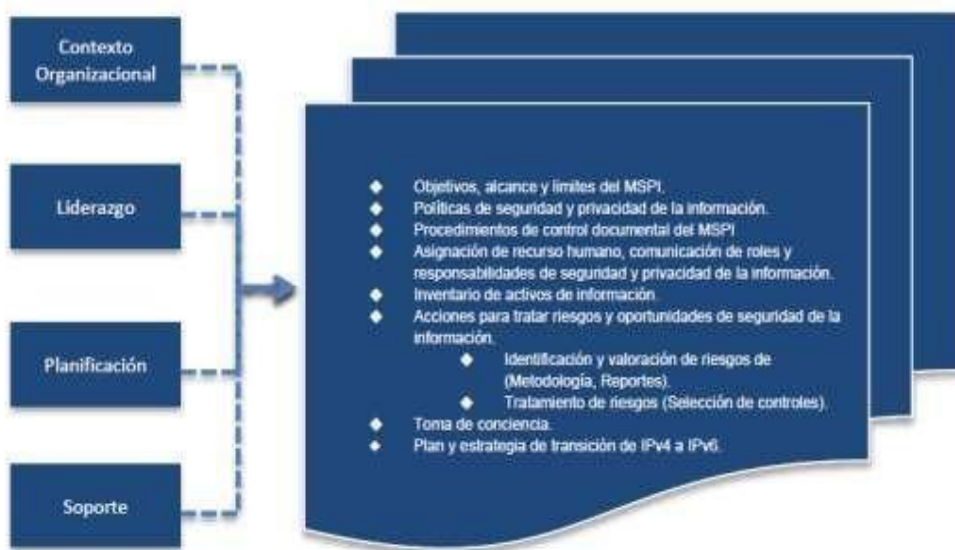 Contexto
Organizacional
Liderazgo
Planificación
Soporte
Objetivos, alcance y limites del MSPI.
Políticas de seguridad y privacidad de la información.
Procedimientos de control documental del MSPI
Asignación de recurso humano, comunicación de roles y
responsabilidades de seguridad y privacidad de la información.
Inventario de activos de información.
Acciones para tratar riesgos y oportunidades de seguridad de la
información.
Identificación y valoración de riesgos de
(Metodología, Reportes).
Tratamiento de riesgos (Selección de controles).
Toma de conciencia.
Plan y estrategia de transición de IPv4 a IPv6.